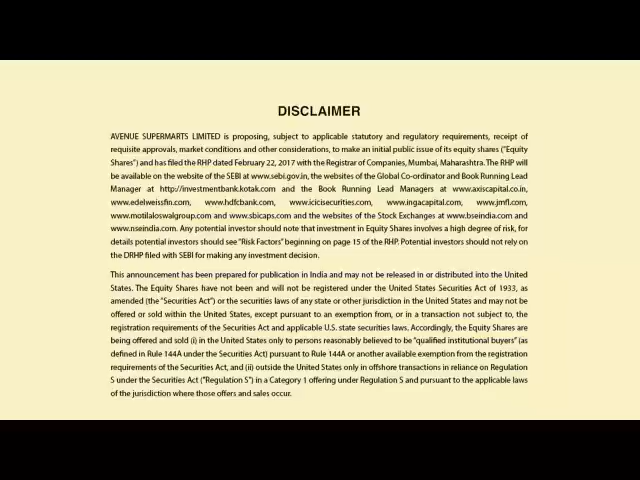 DISCLAIMER
AVENUE SUPERMARTS LIMITED is proposing, subject to applicable statutory and regulatory requirements, receipt of
requisite approvals, market conditions and other considerations, to make an initial public issue of its equity shares ("Equity
Shares") and has filed the RHP dated February 22, 2017 with the Registrar of Companies, Mumbai, Maharashtra. The RHP will
be available on the website of the SEBI at www.sebi.gov.in, the websites of the Global Co-ordinator and Book Running Lead
Manager at http://investmentbank.kotak.com and the Book Running Lead Managers at www.axiscapital.co.in,
www.edelweissfin.com, www.hdfcbank.com, www.icicisecurities.com, www.ingacapital.com, www.jmfl.com,
www.motilaloswalgroup.com and www.sbicaps.com and the websites of the Stock Exchanges at www.bseindia.com and
www.nseindia.com. Any potential investor should note that investment in Equity Shares involves a high degree of risk, for
details potential investors should see "Risk Factors" beginning on page 15 of the RHP. Potential investors should not rely on
the DRHP filed with SEBI for making any investment decision.
This announcement has been prepared for publication in India and may not be released in or distributed into the United
States. The Equity Shares have not been and will not be registered under the United States Securities Act of 1933, as
amended (the "Securities Act") or the securities laws of any state or other jurisdiction in the United States and may not be
offered or sold within the United States, except pursuant to an exemption from, or in a transaction not subject to, the
registration requirements of the Securities Act and applicable U.S. state securities laws. Accordingly, the Equity Shares are
being offered and sold (i) in the United States only to persons reasonably believed to be "qualified institutional buyers" (as
defined in Rule 144A under the Securities Act) pursuant to Rule 144A or another available exemption from the registration
requirements of the Securities Act, and (ii) outside the United States only in offshore transactions in reliance on Regulation
S under the Securities Act ("Regulation S") in a Category 1 offering under Regulation S and pursuant to the applicable laws
of the jurisdiction where those offers and sales occur.